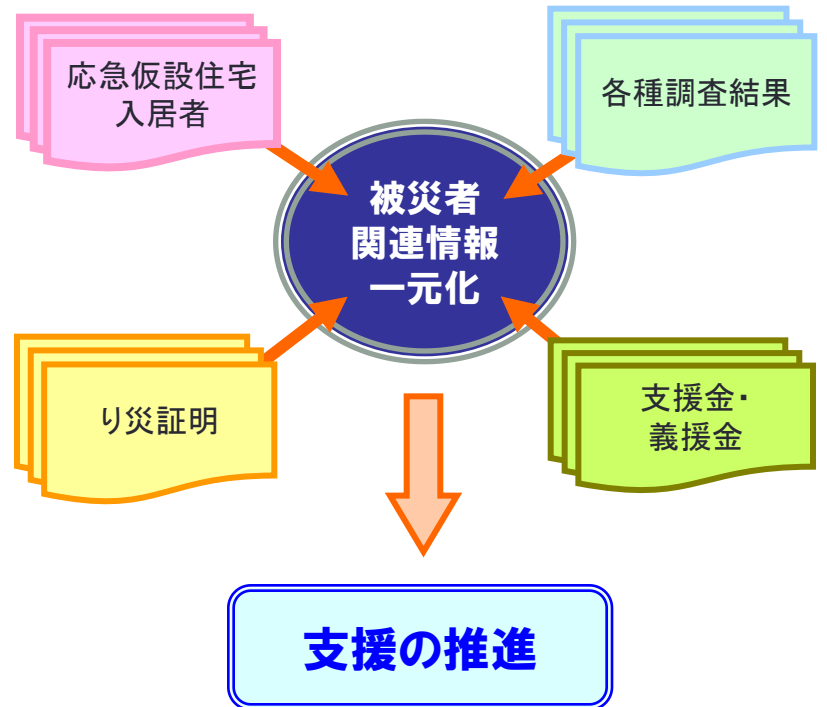 応急仮設住宅
入居者
各種調査結果
被災者
関連情報
一元化
り災証明
支援金・
義援金
支援の推進